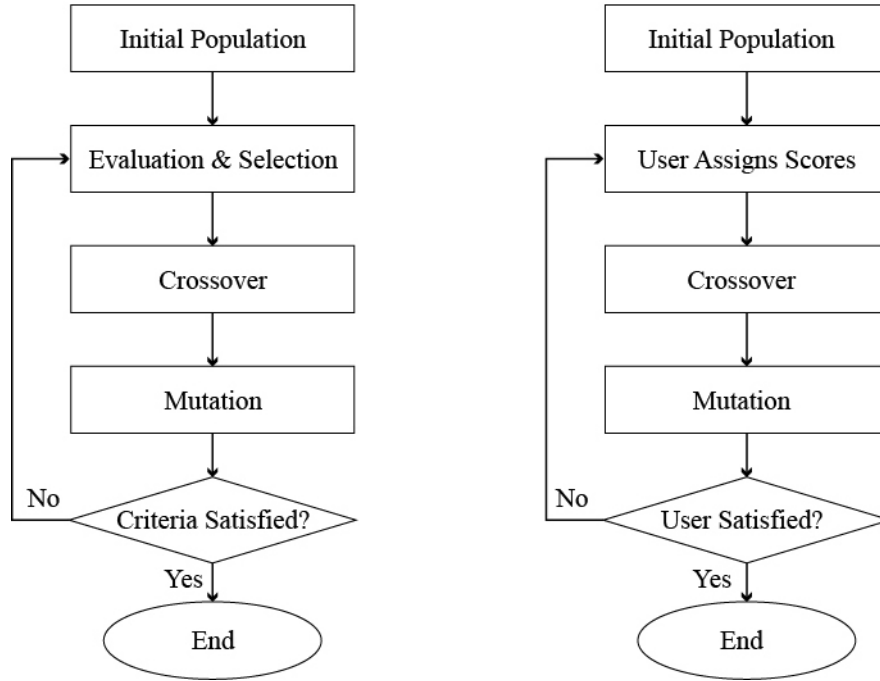 Initial Population
Evaluation & Selection
Crossover
Mutation
No
Criteria Satisfied?
Yes
End
Initial Population
User Assigns Scores
Crossover
Mutation
No
User Satisfied?
Yes
End